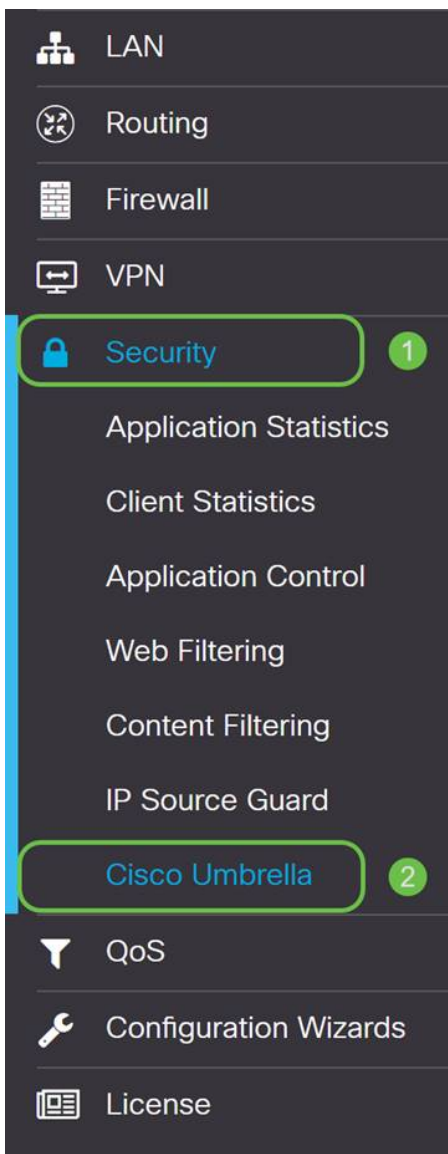 LAN
Routing
Firewall
VPN
Security 1
Application Statistics
Client Statistics
Application Control
Web Filtering
Content Filtering
IP Source Guard
Cisco Umbrella 2
QoS
Configuration Wizards
License